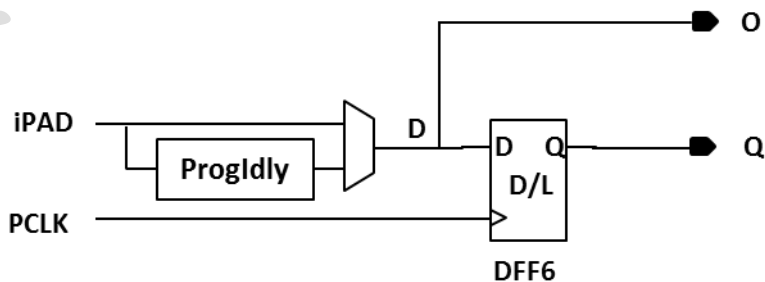 O
iPAD
D
D Q
Q
ProgIdly
D/L
PCLK
DFF6